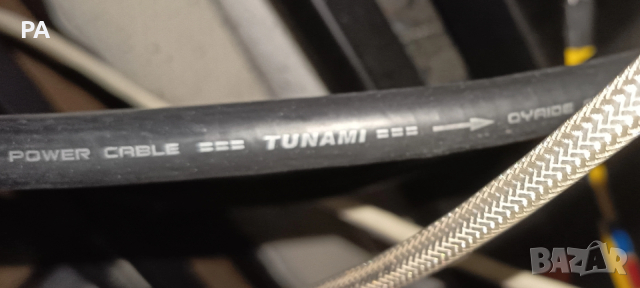 PA
POWER CABLE === TUNAMI === → OYAIDE
BAZAR